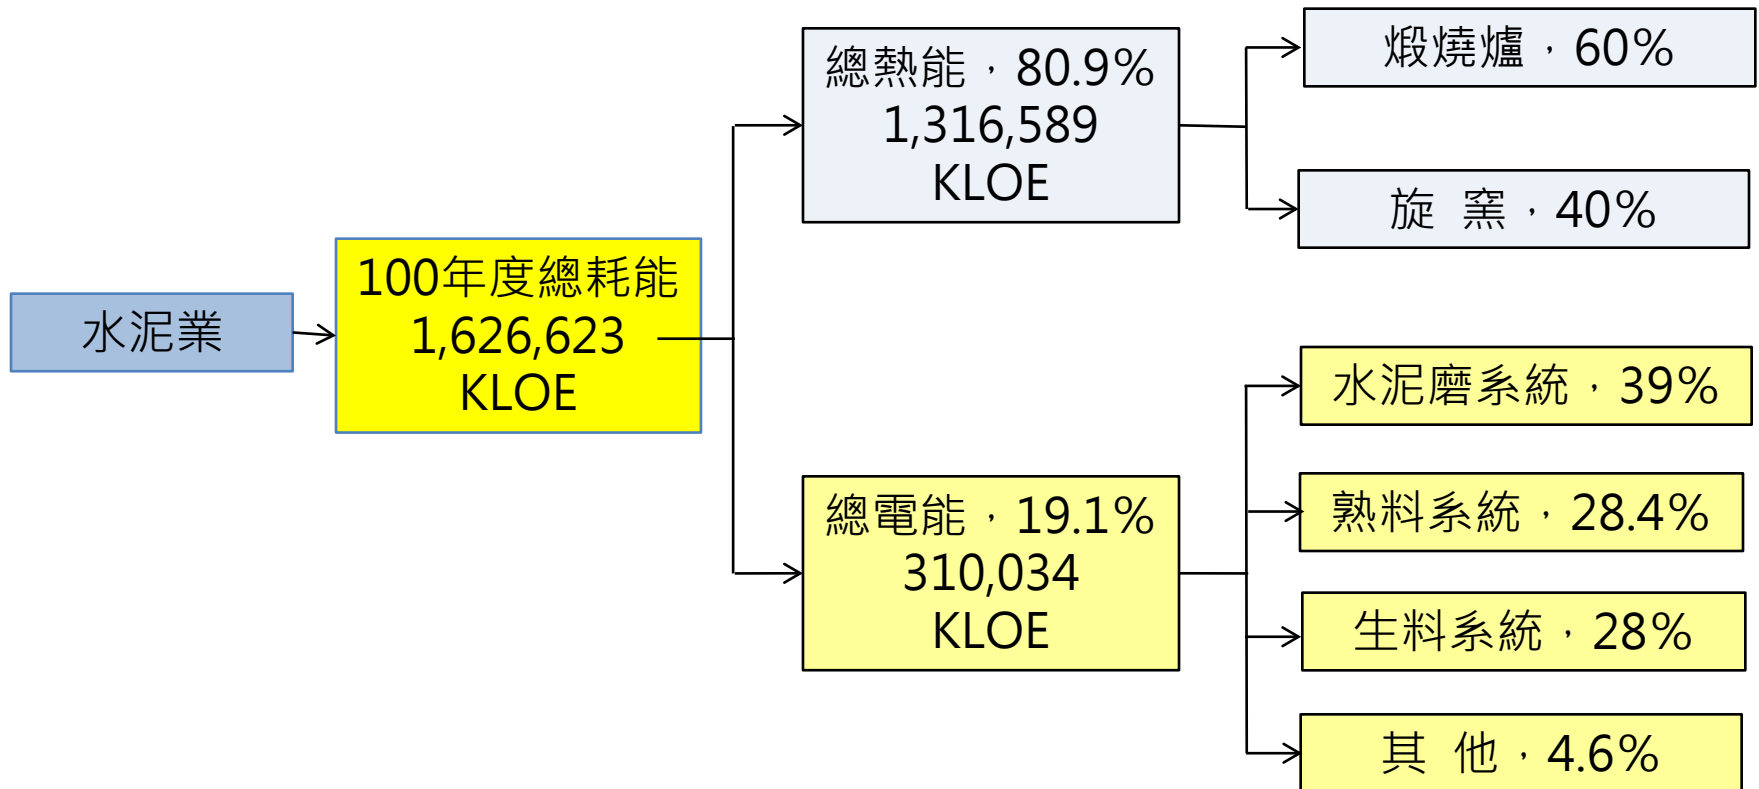 水泥業
100年度總耗能
1,626,623
KLOE
總熱能，80.9%
1,316,589
KLOE
煅燒爐，60%
旋 窯，40%
總電能，19.1%
310,034
KLOE
水泥磨系統，39%
熟料系統，28.4%
生料系統，28%
其 他，4.6%